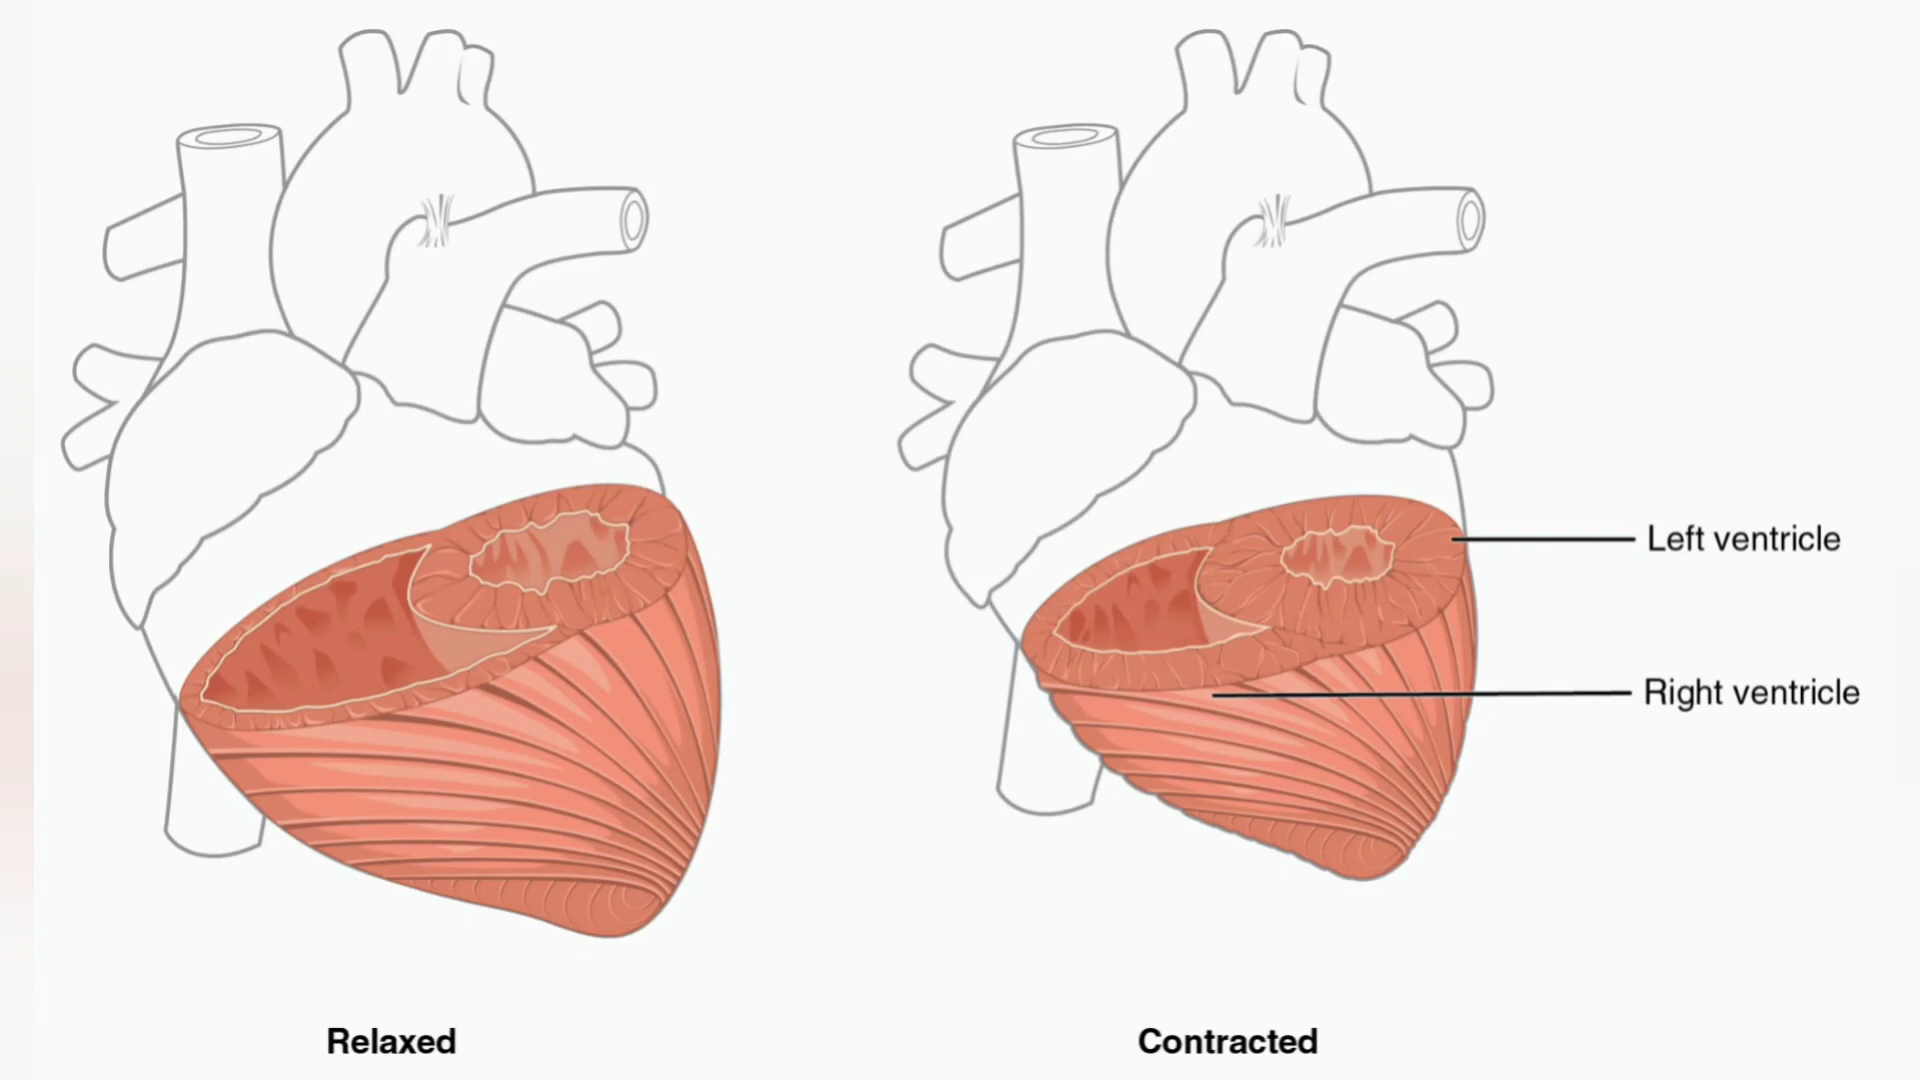 Left ventricle
Right ventricle
Relaxed
Contracted